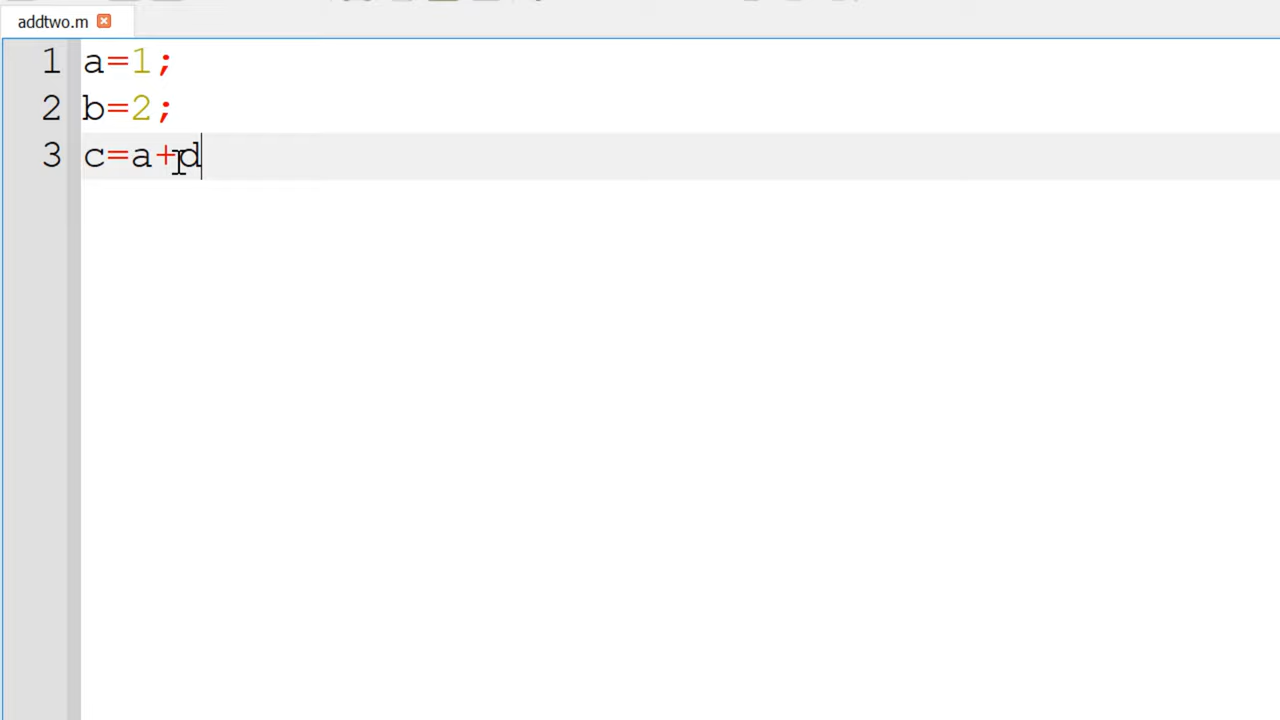 addtwo.m
1 a=1;
2 b=2;
3 c=a+d